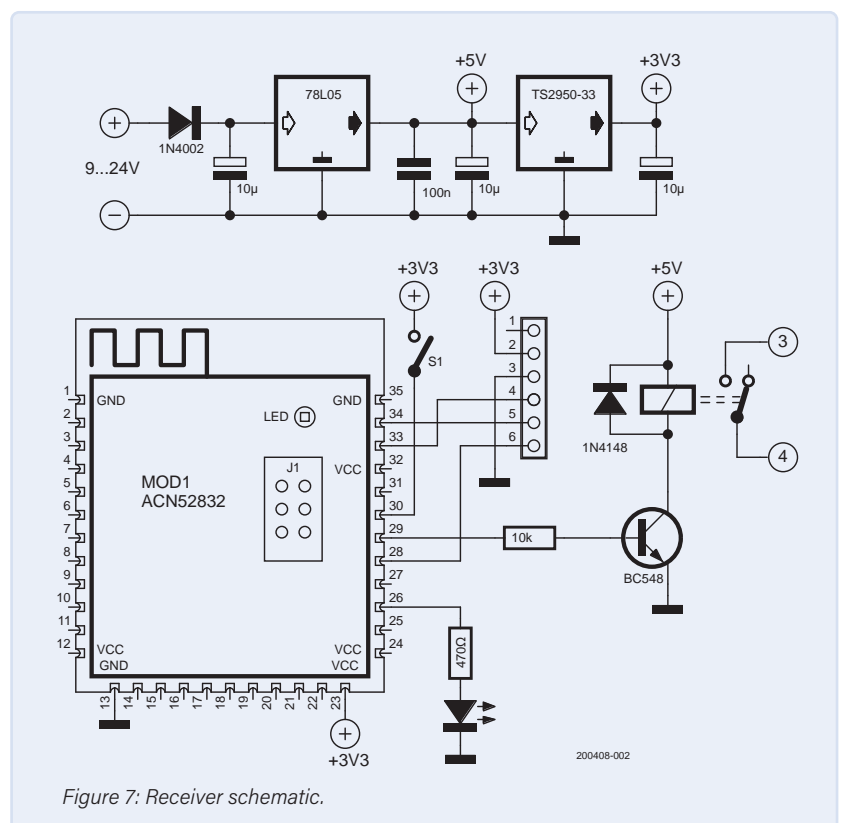 +5V
+3V3
78L05
TS2950-33
1N4002
9...24V
10µ
100n
10µ
10µ
+3V3
+3V3
+5V
1
2
3
4
5
6
S1
3
4
1N4148
1
2
3
4
5
6
7
8
9
10
11
12
GND
LED
GND
VCC
J1
MOD1
ACN52832
VCC
GND
VCC
VCC
35
34
33
32
31
30
29
28
27
26
25
24
13
14
15
16
17
18
19
20
21
22
23
10k
BC548
470Ω
+3V3
200408-002
Figure 7: Receiver schematic.